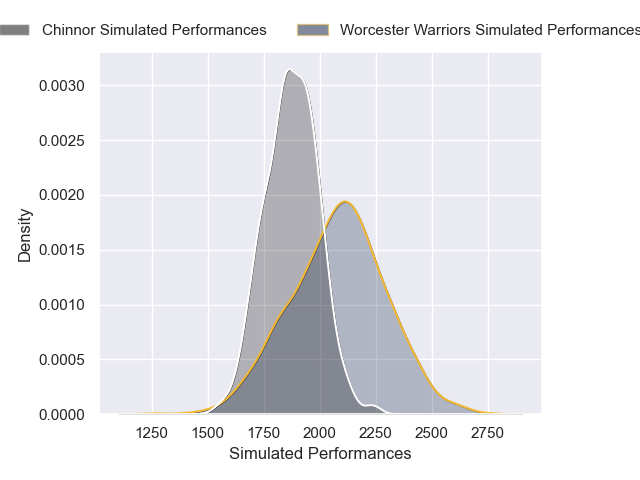 Chinnor Simulated Performances
Worcester Warriors Simulated Performances
0.0030
0.0025
0.0020
0.0015
0.0010
0.0005
0.0000
Density
1250 1500 1750 2000 2250 2500 2750
Simulated Performances